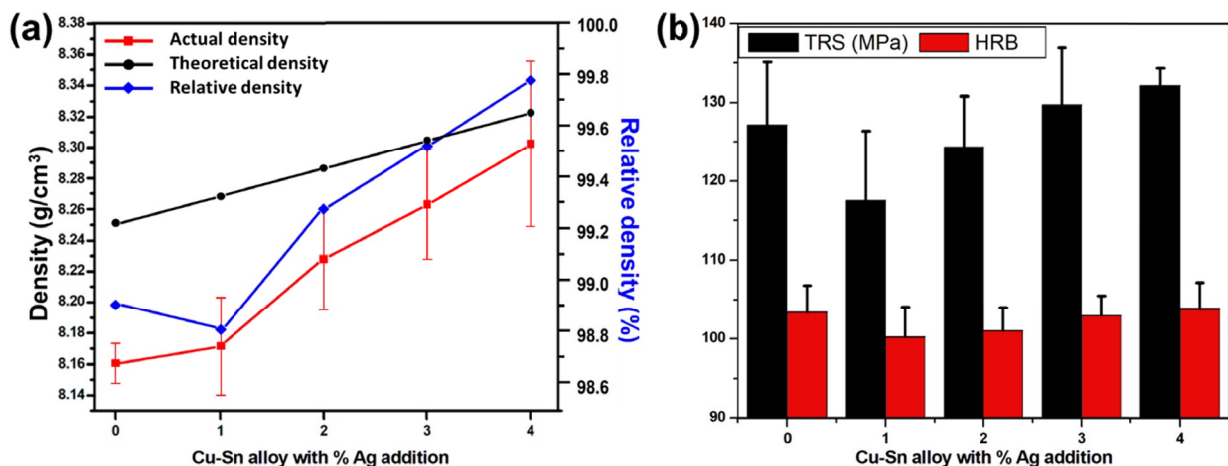 (a)
Actual density
Theoretical density
Relative density
Density (g/cm³)
8.38
8.36
8.34
8.32
8.30
8.28
8.26
8.24
8.22
8.20
8.18
8.16
8.14
100.0
99.8
99.6
99.4
99.2
99.0
98.8
98.6
Relative density (%)
0 1 2 3 4
Cu-Sn alloy with % Ag addition
(b)
TRS (MPa) HRB
140
130
120
110
100
90
0 1 2 3 4
Cu-Sn alloy with % Ag addition